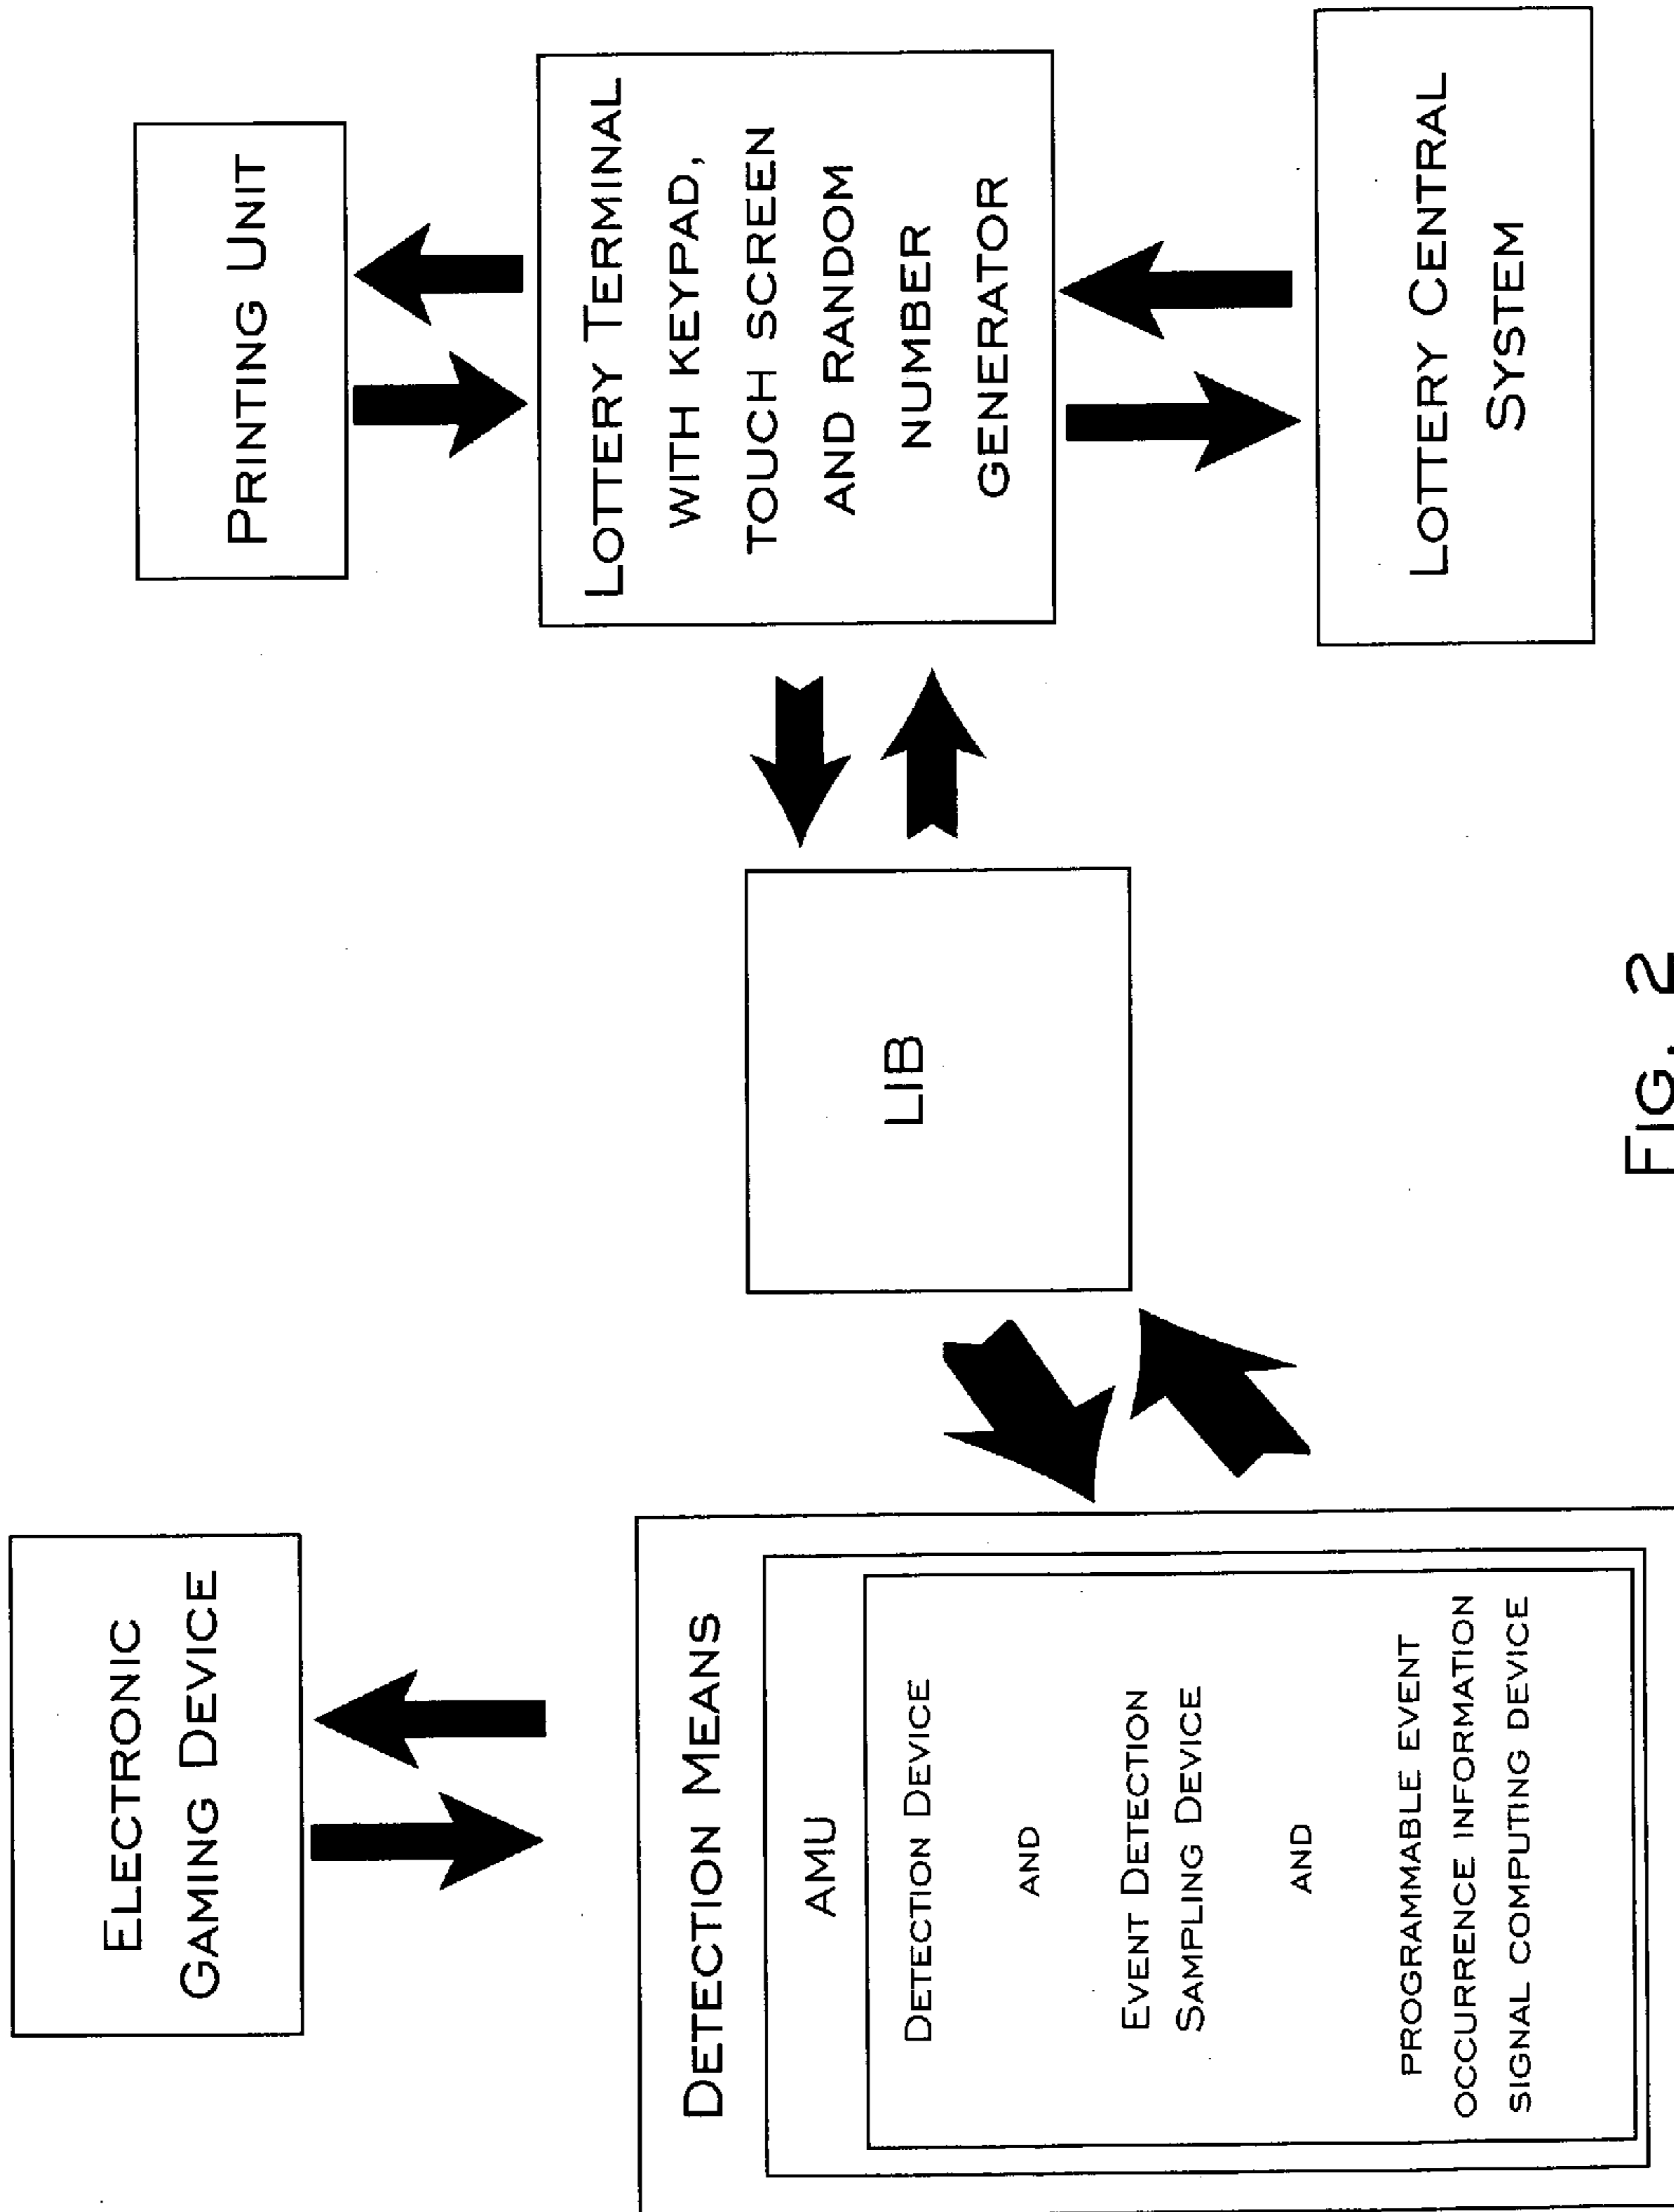 ELECTRONIC
GAMING DEVICE
DETECTION MEANS
AMU
DETECTION DEVICE
AND
EVENT DETECTION
SAMPLING DEVICE
AND
PROGRAMMABLE EVENT
OCCURRENCE INFORMATION
SIGNAL COMPUTING DEVICE
LIB
PRINTING UNIT
LOTTERY TERMINAL
WITH KEYPAD,
TOUCH SCREEN
AND RANDOM
NUMBER
GENERATOR
LOTTERY CENTRAL
SYSTEM
FIG. 2